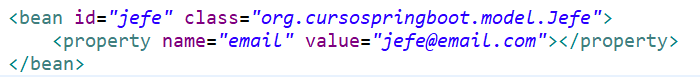 <bean id="jefe" class="org.cursospringboot.model.Jefe">
    <property name="email" value="jefe@email.com"></property>
</bean>